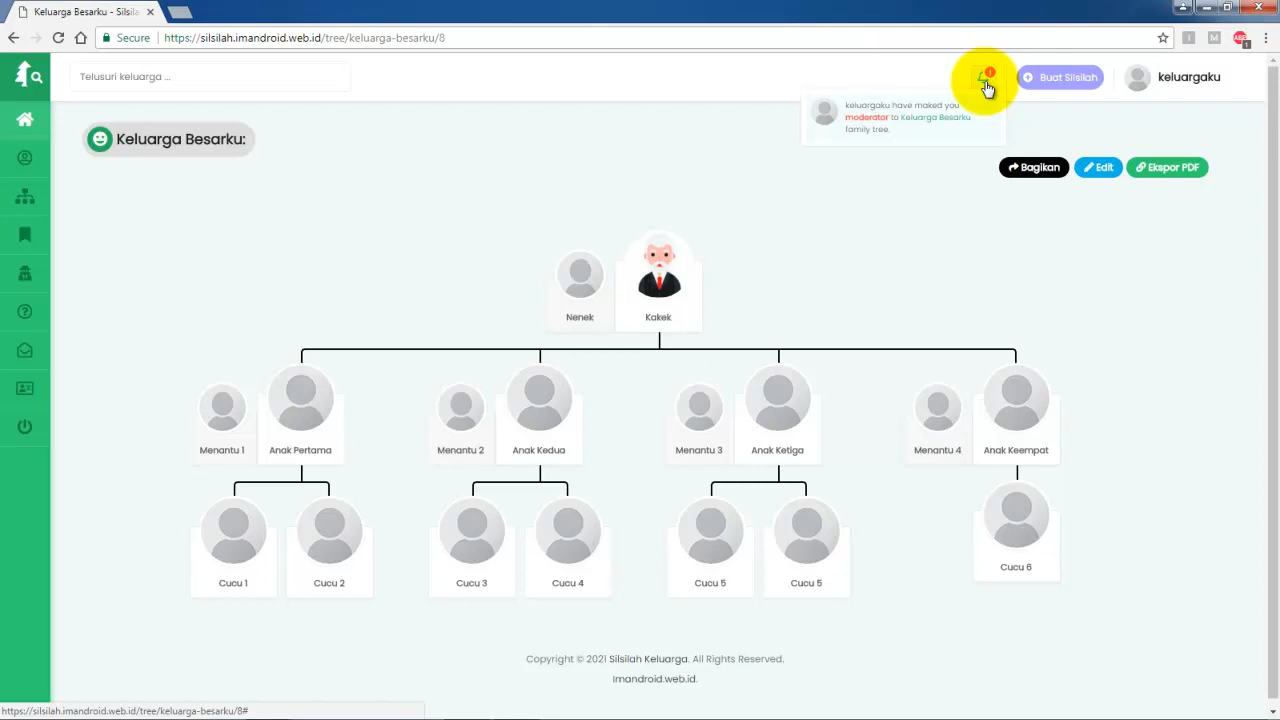 Keluarga Besarku - Silsil
Secure
https://silsilah.imandroid.web.id/tree/keluarga-besarku/8
Telusuri keluarga ...
1
Buat Silsilah
keluargaku
keluargaku have maked you
moderator to Keluarga Besarku
family tree.
Keluarga Besarku:
Bagikan
Edit
Ekspor PDF
Nenek
Kakek
Menantu 1
Anak Pertama
Menantu 2
Anak Kedua
Menantu 3
Anak Ketiga
Menantu 4
Anak Keempat
Cucu 1
Cucu 2
Cucu 3
Cucu 4
Cucu 5
Cucu 5
Cucu 6
Copyright © 2021 Silsilah Keluarga. All Rights Reserved.
Imandroid.web.id.
https://silsilah.imandroid.web.id/tree/keluarga-besarku/8#